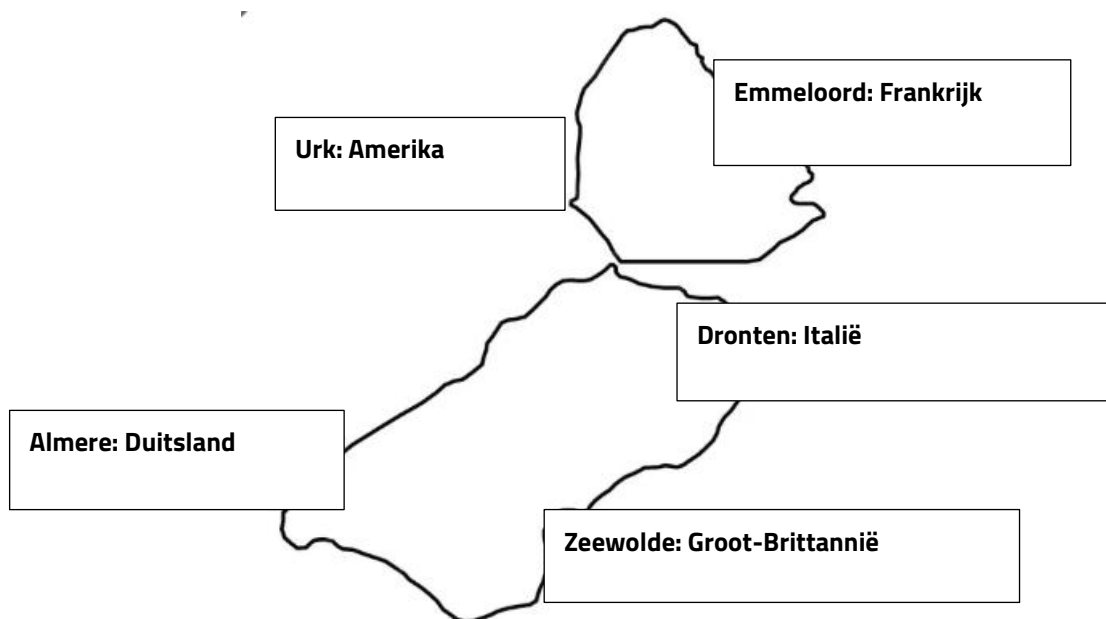 Emmeloord: Frankrijk
Urk: Amerika
Dronten: Italië
Almere: Duitsland
Zeewolde: Groot-Brittannië